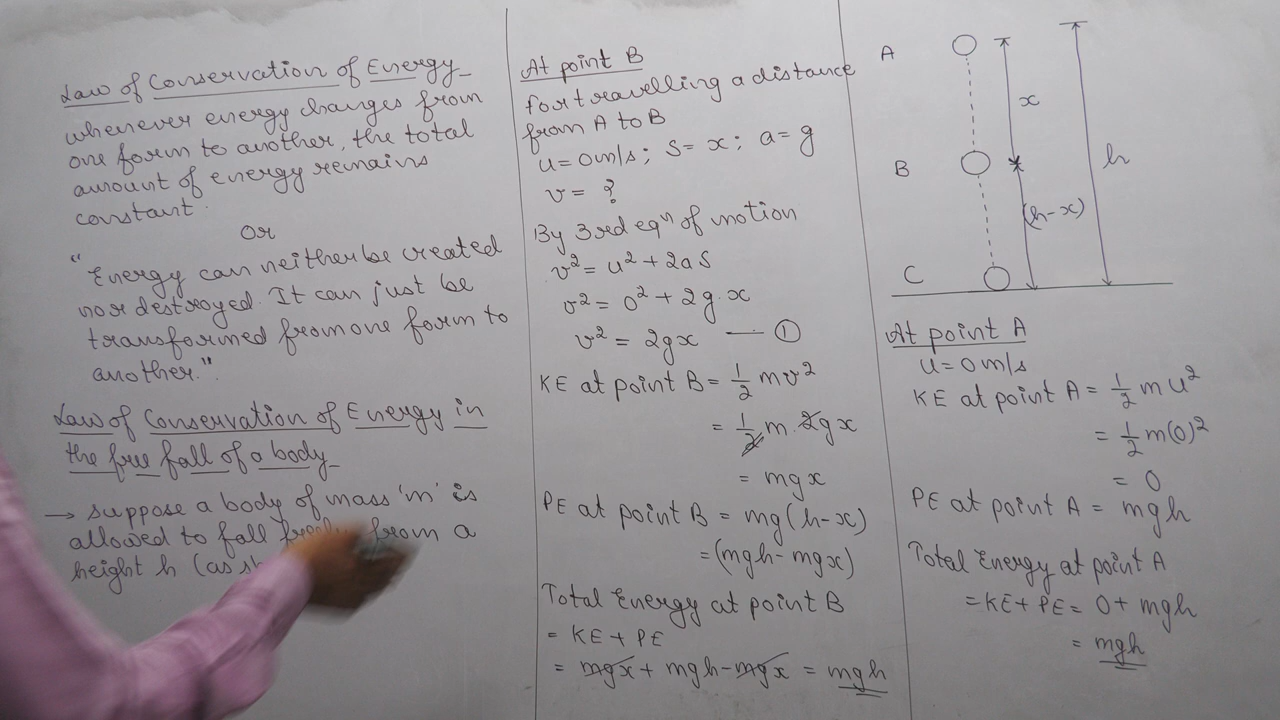 Law of Conservation of Energy-
whenever energy changes from
one form to another, the total
amount of energy remains
constant.
Or
"Energy can neither be created
nor destroyed. It can just be
transformed from one form to
another."
Law of Conservation of Energy in
the free fall of a body-
→ suppose a body of mass 'm' is
allowed to fall from a
height h (as
At point B
for travelling a distance
from A to B
u = 0 m/s; S = x; a = g
v = ?
By 3rd eqⁿ of motion
v² = u² + 2aS
v² = 0² + 2g.x
v² = 2gx — ①
KE at point B = 1/2 mv²
= 1/2 m.2gx
= mgx
PE at point B = mg(h-x)
= (mgh - mgx)
Total Energy at point B
= KE + PE
= mgx + mgh - mgx = mgh
A
x
h
B
(h-x)
C
At point A
u = 0 m/s
KE at point A = 1/2 m u²
= 1/2 m(0)²
= 0
PE at point A = mgh
Total Energy at point A
= KE + PE = 0 + mgh
= mgh